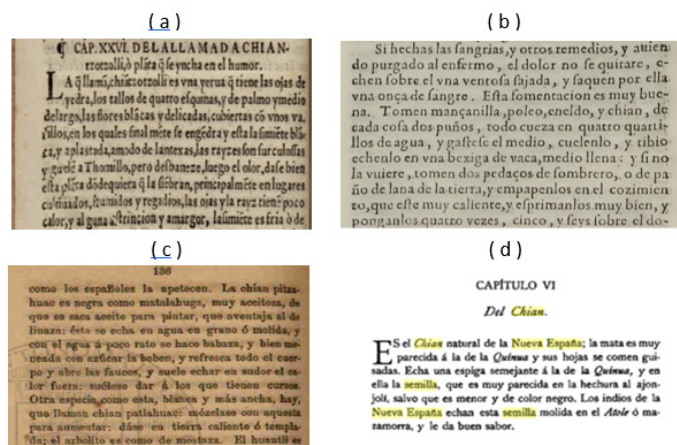 (a)
¶ CAP. XXVI. DE LA LLAMADA CHIAN-
tzotzolli, ò plãta q̃ se yncha en el humor.
LA q̃ llamã, chiãtzotzolli es vna yerua q̃ tiene las ojas de
yedra, los tallos de quatro esquinas, y de palmo y medio
de largo, las flores blãcas y delicadas, cubiertas cõ vnos va,
sillos, en los quales final mẽte se engẽdra y esta la simiẽte blã-
ca, y aplastada, amodo de lantexas, las rayzes son surculossas
y guele a Thomillo, pero desbaneze, luego el olor, dase bien
esta plãta dõdequiera q̃ la siẽbran, principalmẽte en lugares
cultiuados, humidos y regadios, las ojas y la rayz tienẽ poco
calor, y al guna astrincion y amargor, la simiẽte es fria ò de
(b)
Si hechas las sangrias, y otros remedios, y auien
do purgado al enfermo, el dolor no se quitare, e-
chen sobre el vna ventosa sajada, y saquen por ella
vna onça de sangre. Esta fomentacion es muy bue-
na. Tomen mançanilla, poleo, eneldo, y chian, de
cada cosa dos puños, todo cueza en quatro quarti-
llos de agua, y gastese el medio, cuelenlo, y tibio
echenlo en vna bexiga de vaca, medio llena: y si no
la vuiere, tomen dos pedaços de sombrero, o de pa
ño de lana de la tierra, y empapenlos en el cozimien
to, que este muy caliente, y esprimanlos muy bien, y
ponganlos quatro vezes, cinco, y seys sobre el do-
(c)
136
como los españoles la apetecen. La chian pitza-
huac es negra como matalahuga, muy aceitosa, de
que se saca aceite para pintar, que aventaja al de
linaza: ésta se echa en agua en grano ó molida, y
con el agua á poco rato se hace babaza, y bien me-
neada con azúcar la beben, y refresca todo el cuer-
po y abre las fauces, y suele echar en sudor el ca-
lor fuera: suélose dar á los que tienen cursos.
Otra especie como esta, blanca y más ancha, hay,
que llaman chian patlahuac: mézclase con aquesta
para aumentar: dáse en tierra caliente ó templa-
da: el arbolito es como de mostaza. El huautli es
(d)
CAPÍTULO VI
Del Chian.
ES el Chian natural de la Nueva España; la mata es muy
parecida á la de la Quinua y sus hojas se comen gui-
sadas. Echa una espiga semejante á la de la Quinua, y en
ella la semilla, que es muy parecida en la hechura al ajon-
jolí, salvo que es menor y de color negro. Los indios de la
Nueva España echan esta semilla molida en el Atole ó ma-
zamorra, y le da buen sabor.